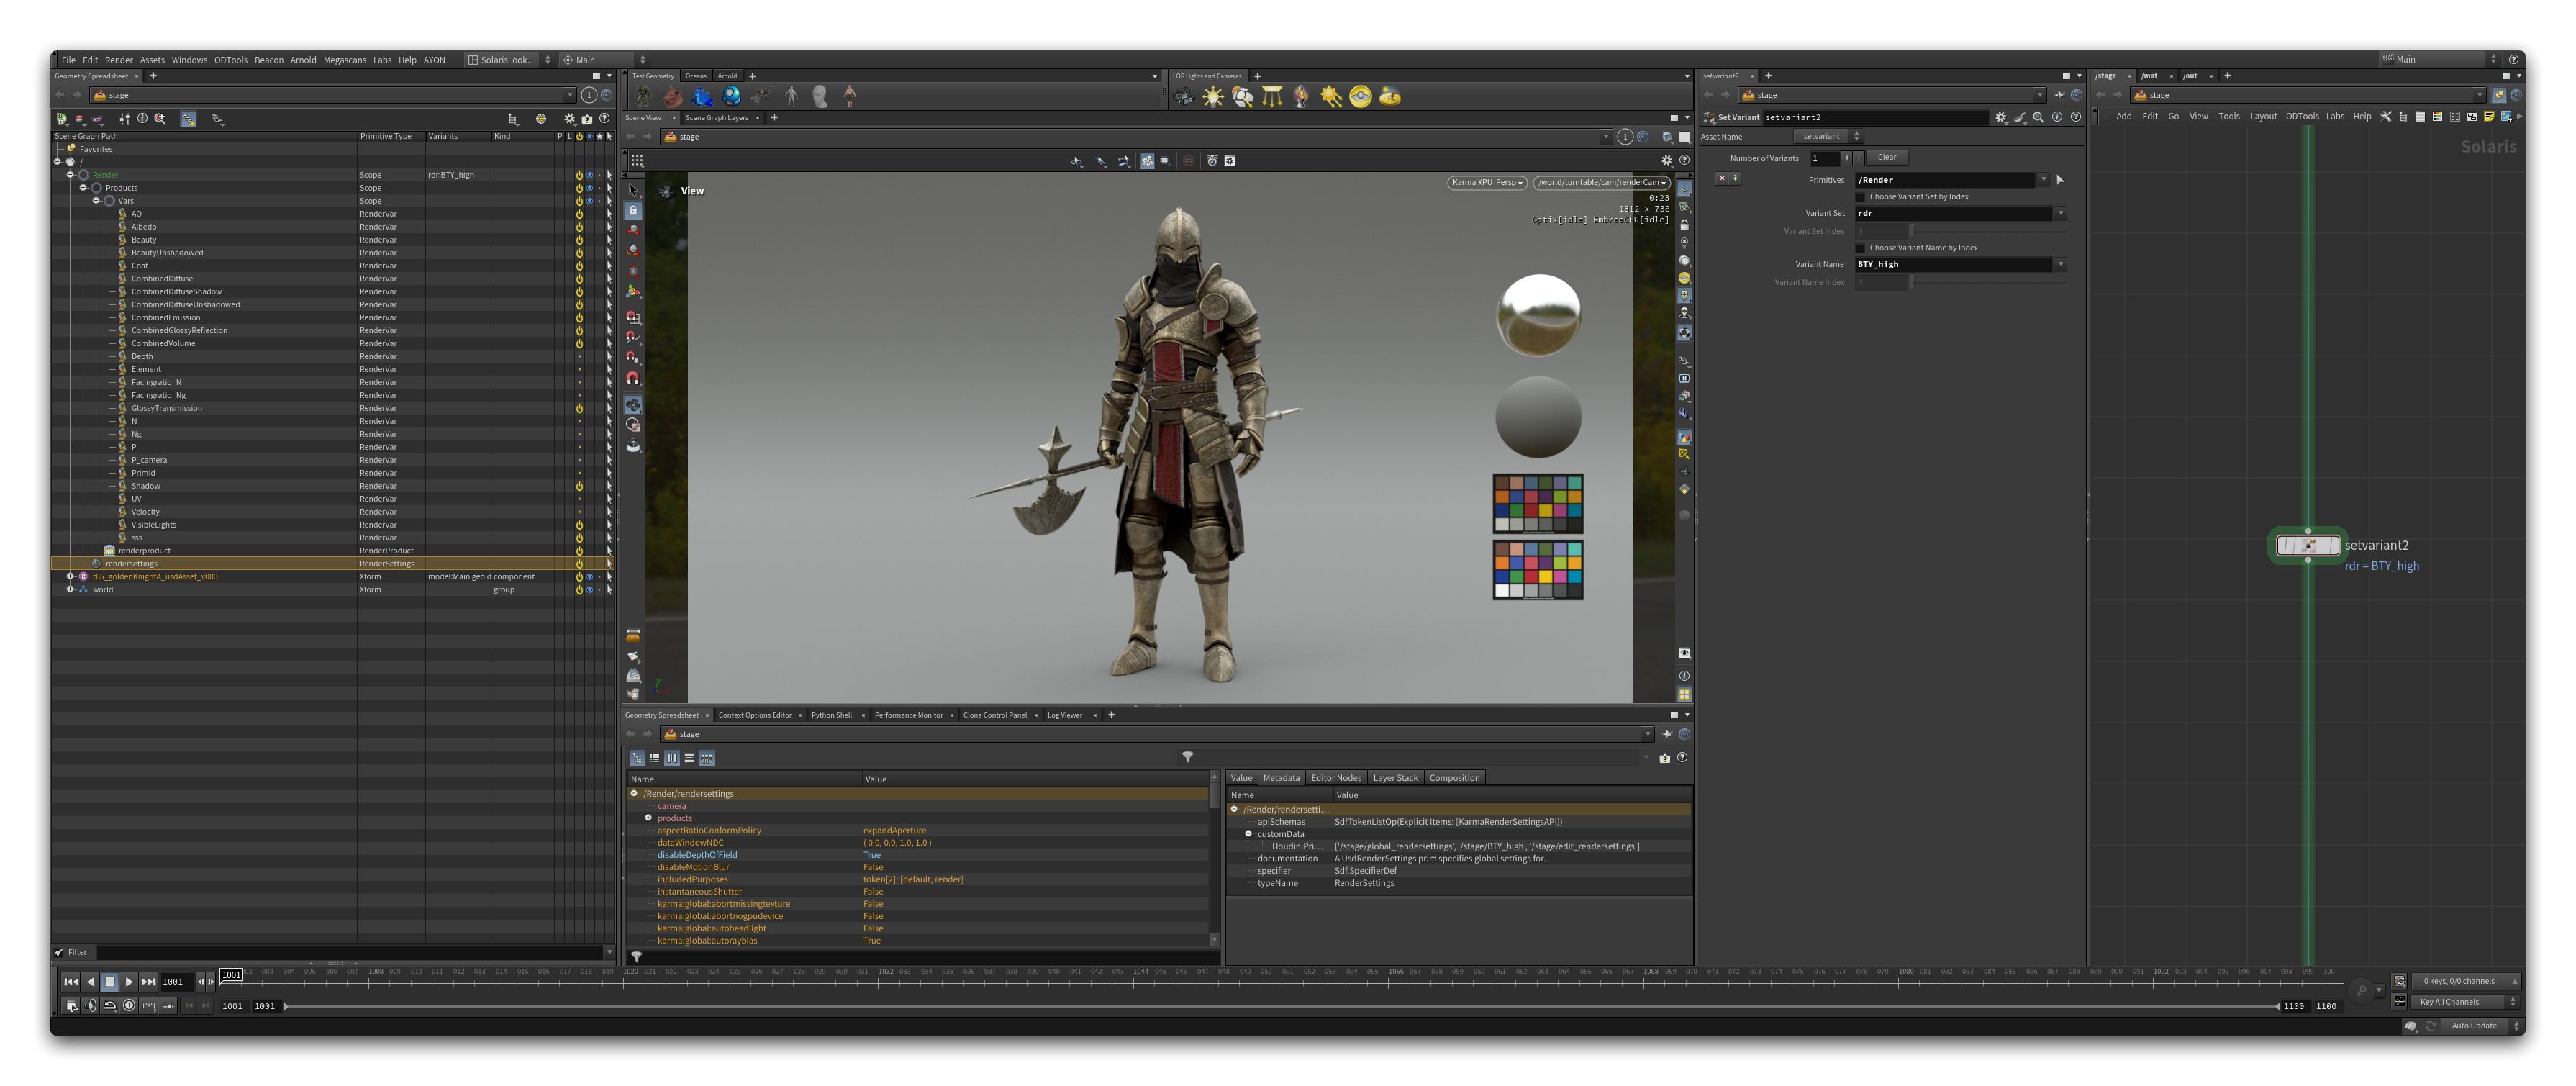 File Edit Render Assets Windows ODTools Beacon Arnold Megascans Labs Help AYON SolarisLook... Main Main
Geometry Spreadsheet
stage 1
Scene Graph Path Primitive Type Variants Kind P L
Favorites
/
Render Scope rdr:BTY_high
Products Scope
Vars Scope
AO RenderVar
Albedo RenderVar
Beauty RenderVar
BeautyUnshadowed RenderVar
Coat RenderVar
CombinedDiffuse RenderVar
CombinedDiffuseShadow RenderVar
CombinedDiffuseUnshadowed RenderVar
CombinedEmission RenderVar
CombinedGlossyReflection RenderVar
CombinedVolume RenderVar
Depth RenderVar
Element RenderVar
Facingratio_N RenderVar
Facingratio_Ng RenderVar
GlossyTransmission RenderVar
N RenderVar
Ng RenderVar
P RenderVar
P_camera RenderVar
PrimId RenderVar
Shadow RenderVar
UV RenderVar
Velocity RenderVar
VisibleLights RenderVar
sss RenderVar
renderproduct RenderProduct
rendersettings RenderSettings
t65_goldenKnightA_usdAsset_v003 Xform model:Main geo:d component
world Xform group
Filter
Test Geometry Oceans Arnold
LOP Lights and Cameras
Scene View Scene Graph Layers
stage 1
View
Karma XPU Persp /world/turntable/cam/renderCam
0:23
1312 x 738
Optix[idle] EmbreeCPU[idle]
Geometry Spreadsheet Context Options Editor Python Shell Performance Monitor Clone Control Panel Log Viewer
stage
Name Value
/Render/rendersettings
camera
products
aspectRatioConformPolicy expandAperture
dataWindowNDC ( 0.0, 0.0, 1.0, 1.0 )
disableDepthOfField True
disableMotionBlur False
includedPurposes token[2]: [default, render]
instantaneousShutter False
karma:global:abortmissingtexture False
karma:global:abortnogpudevice False
karma:global:autoheadlight False
karma:global:autoraybias True
Value Metadata Editor Nodes Layer Stack Composition
Name Value
/Render/rendersetti...
apiSchemas SdfTokenListOp(Explicit Items: [KarmaRenderSettingsAPI])
customData
HoudiniPri... ['/stage/global_rendersettings', '/stage/BTY_high', '/stage/edit_rendersettings']
documentation A UsdRenderSettings prim specifies global settings for...
specifier Sdf.SpecifierDef
typeName RenderSettings
setvariant2
stage
Set Variant setvariant2
Asset Name setvariant
Number of Variants 1 Clear
Primitives /Render
Choose Variant Set by Index
Variant Set rdr
Variant Set Index
Choose Variant Name by Index
Variant Name BTY_high
Variant Name Index
/stage /mat /out
stage
Add Edit Go View Tools Layout ODTools Labs Help
Solaris
setvariant2
rdr = BTY_high
1001 1001 1008 1020 1032 1044 1056 1068 1080 1092
0 keys, 0/0 channels
1001 1001 1100 1100 Key All Channels
Auto Update